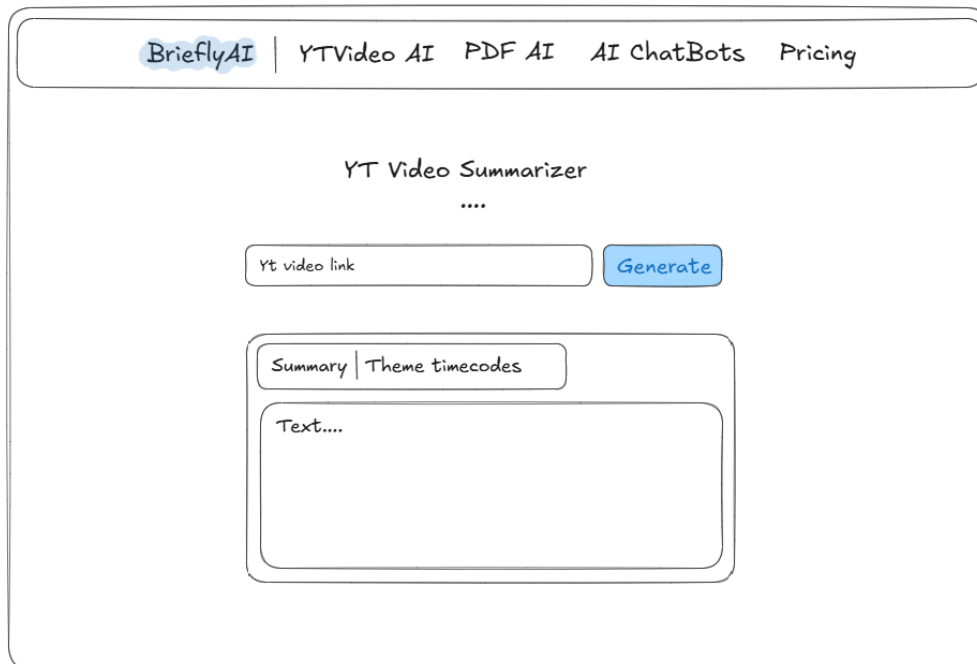 BrieflyAI | YTVideo AI PDF AI AI ChatBots Pricing
YT Video Summarizer
....
Yt video link Generate
Summary | Theme timecodes
Text....